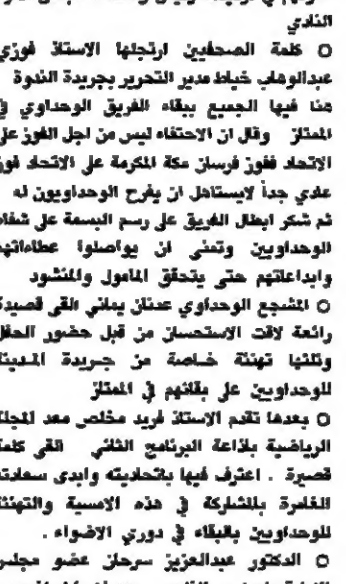 النادي
○ كلمة الصحفيين ارتجلها الاستاذ فوزي
عبدالوهاب خياط مدير التحرير بجريدة الندوة
هنا فيها الجميع ببقاء الفريق الوحداوي في
الممتاز وقال ان الاحتفاء ليس من اجل الفوز على
الاتحاد ففوز فرسان مكة المكرمة على الاتحاد فوز
عادي جداً لايستاهل ان يفرح الوحداويون له
ثم شكر ابطال الفريق على رسم البسمة على شفاه
الوحداويين وتمنى ان يواصلوا عطاءاتهم
وابداعاتهم حتى يتحقق المأمول والمنشود
○ المشجع الوحداوي عدنان يماني القى قصيدة
رائعة لاقت الاستحسان من قبل حضور الحفل
وتلتها تهنئة خاصة من جريدة المدينة
للوحداويين على بقائهم في الممتاز
○ بعدها تقدم الاستاذ فريد مخلص معد المجلة
الرياضية باذاعة البرنامج الثاني القى كلمة
قصيرة . اعترف فيها باتحاديته وابدى سعادته
الغامرة بالمشاركة في هذه الامسية والتهنئة
للوحداويين بالبقاء في دوري الاضواء .
○ الدكتور عبدالعزيز سرحان عضو مجلس